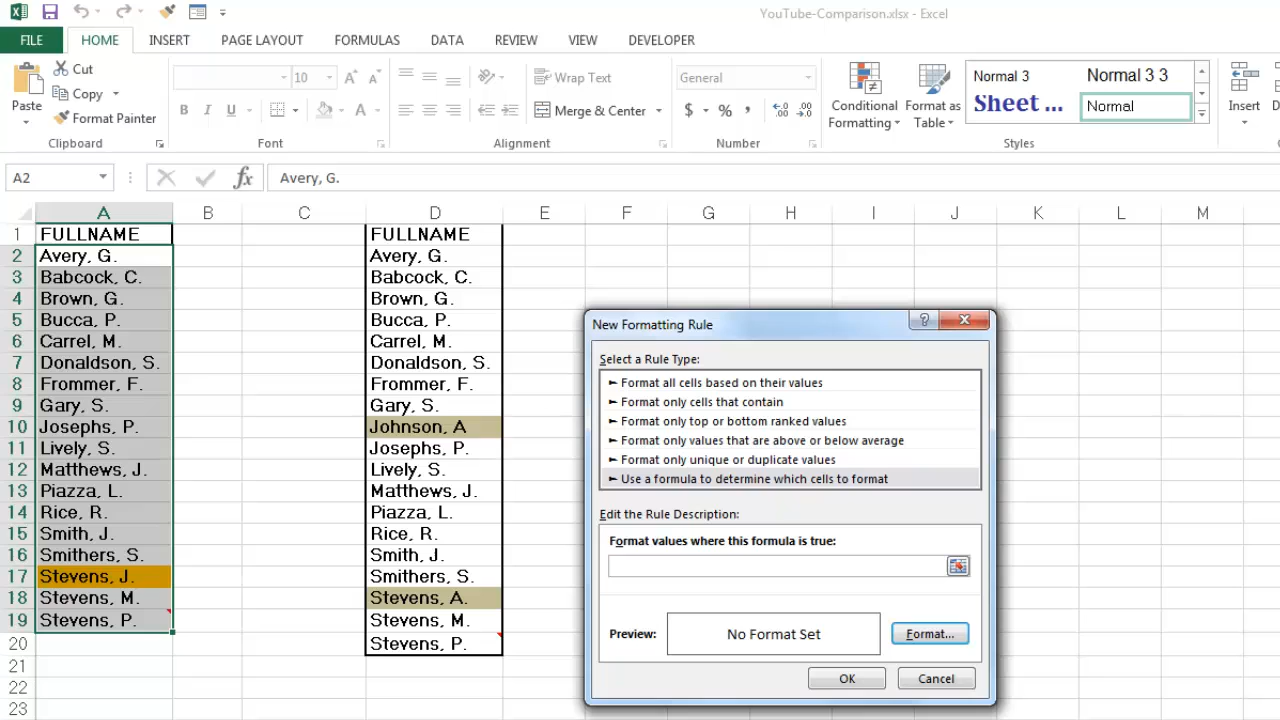 YouTube-Comparison.xlsx - Excel
FILE HOME INSERT PAGE LAYOUT FORMULAS DATA REVIEW VIEW DEVELOPER
Paste
Cut
Copy
Format Painter
Clipboard
10 A A
B I U A
Font
Wrap Text
Merge & Center
Alignment
General
$ % , .0 .00 .00 .0
Number
Conditional Formatting
Format as Table
Normal 3 Normal 3 3
Sheet ... Normal
Styles
Insert
A2 fx Avery, G.
A B C D E F G H I J K L M
1 FULLNAME FULLNAME
2 Avery, G. Avery, G.
3 Babcock, C. Babcock, C.
4 Brown, G. Brown, G.
5 Bucca, P. Bucca, P.
6 Carrel, M. Carrel, M.
7 Donaldson, S. Donaldson, S.
8 Frommer, F. Frommer, F.
9 Gary, S. Gary, S.
10 Josephs, P. Johnson, A
11 Lively, S. Josephs, P.
12 Matthews, J. Lively, S.
13 Piazza, L. Matthews, J.
14 Rice, R. Piazza, L.
15 Smith, J. Rice, R.
16 Smithers, S. Smith, J.
17 Stevens, J. Smithers, S.
18 Stevens, M. Stevens, A.
19 Stevens, P. Stevens, M.
20 Stevens, P.
21
22
23
New Formatting Rule ?
Select a Rule Type:
► Format all cells based on their values
► Format only cells that contain
► Format only top or bottom ranked values
► Format only values that are above or below average
► Format only unique or duplicate values
► Use a formula to determine which cells to format
Edit the Rule Description:
Format values where this formula is true:
Preview: No Format Set Format...
OK Cancel